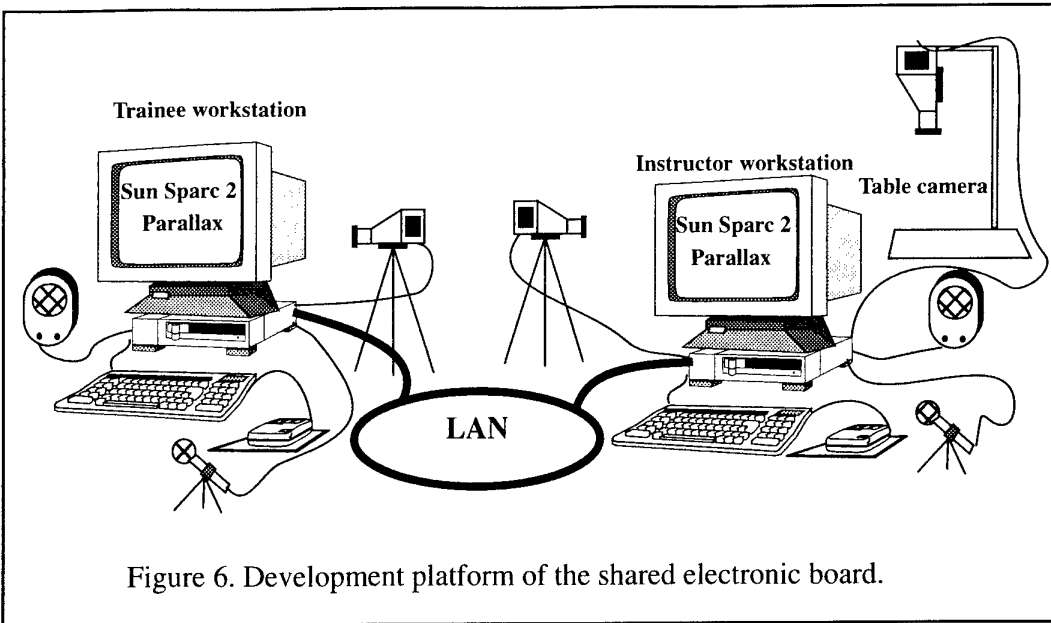 Trainee workstation
Sun Sparc 2
Parallax
Instructor workstation
Sun Sparc 2
Parallax
Table camera
LAN
Figure 6. Development platform of the shared electronic board.